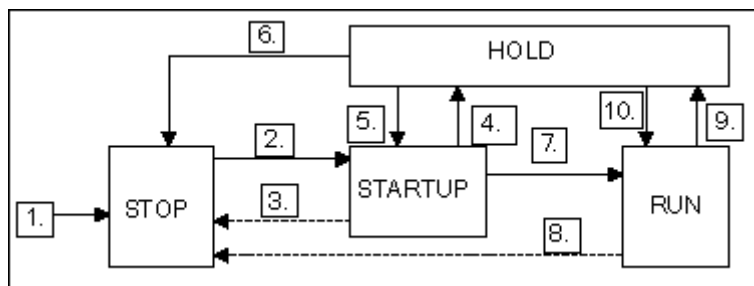 6.
HOLD
5.
4.
10.
9.
2.
7.
1.
STOP
3.
STARTUP
RUN
8.